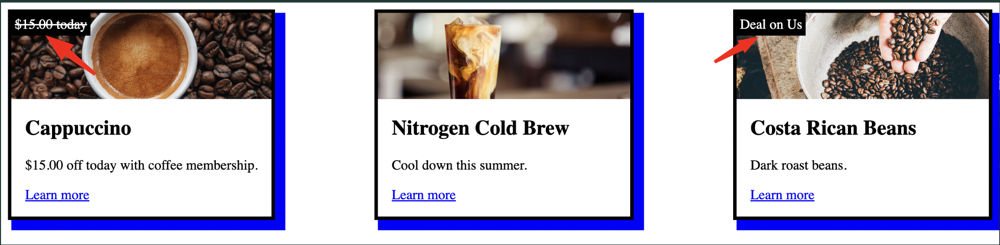 $15.00 today
Unsplash+
Cappuccino
$15.00 off today with coffee membership.
Learn more
Nitrogen Cold Brew
Cool down this summer.
Learn more
Deal on Us
Costa Rican Beans
Dark roast beans.
Learn more